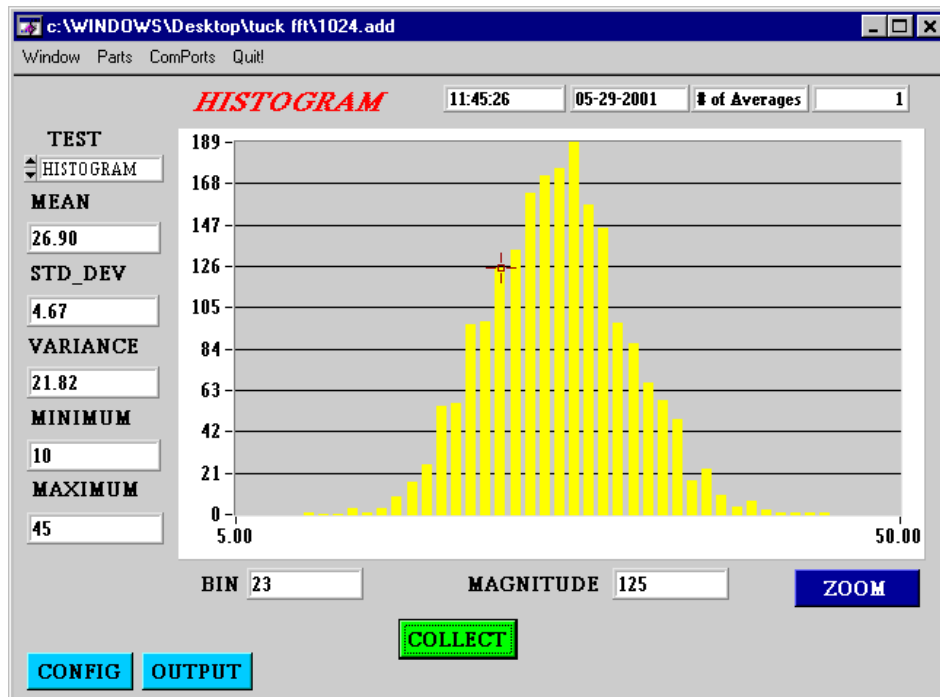 c:\WINDOWS\Desktop\tuck fft\1024.add
Window Parts ComPorts Quit!
HISTOGRAM 11:45:26 05-29-2001 # of Averages 1
TEST
HISTOGRAM
MEAN
26.90
STD_DEV
4.67
VARIANCE
21.82
MINIMUM
10
MAXIMUM
45
189
168
147
126
105
84
63
42
21
0
5.00 50.00
BIN 23 MAGNITUDE 125 ZOOM
COLLECT
CONFIG OUTPUT